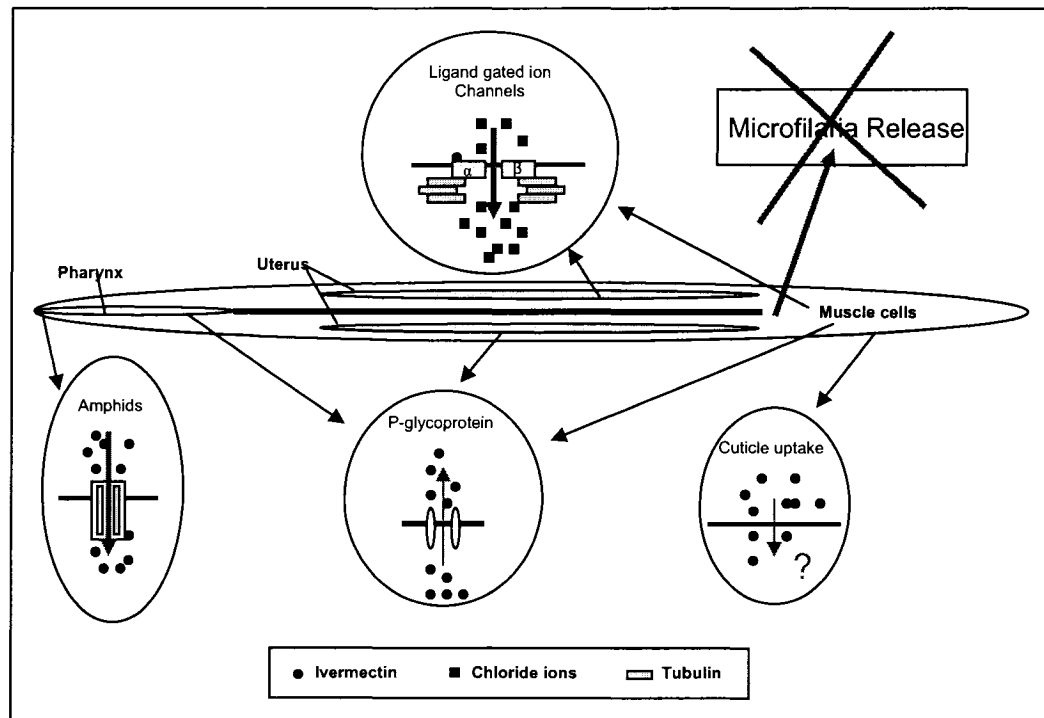 Ligand gated ion
Channels
α
β
Microfilaria Release
Pharynx
Uterus
Muscle cells
Amphids
P-glycoprotein
Cuticle uptake
?
Ivermectin
Chloride ions
Tubulin